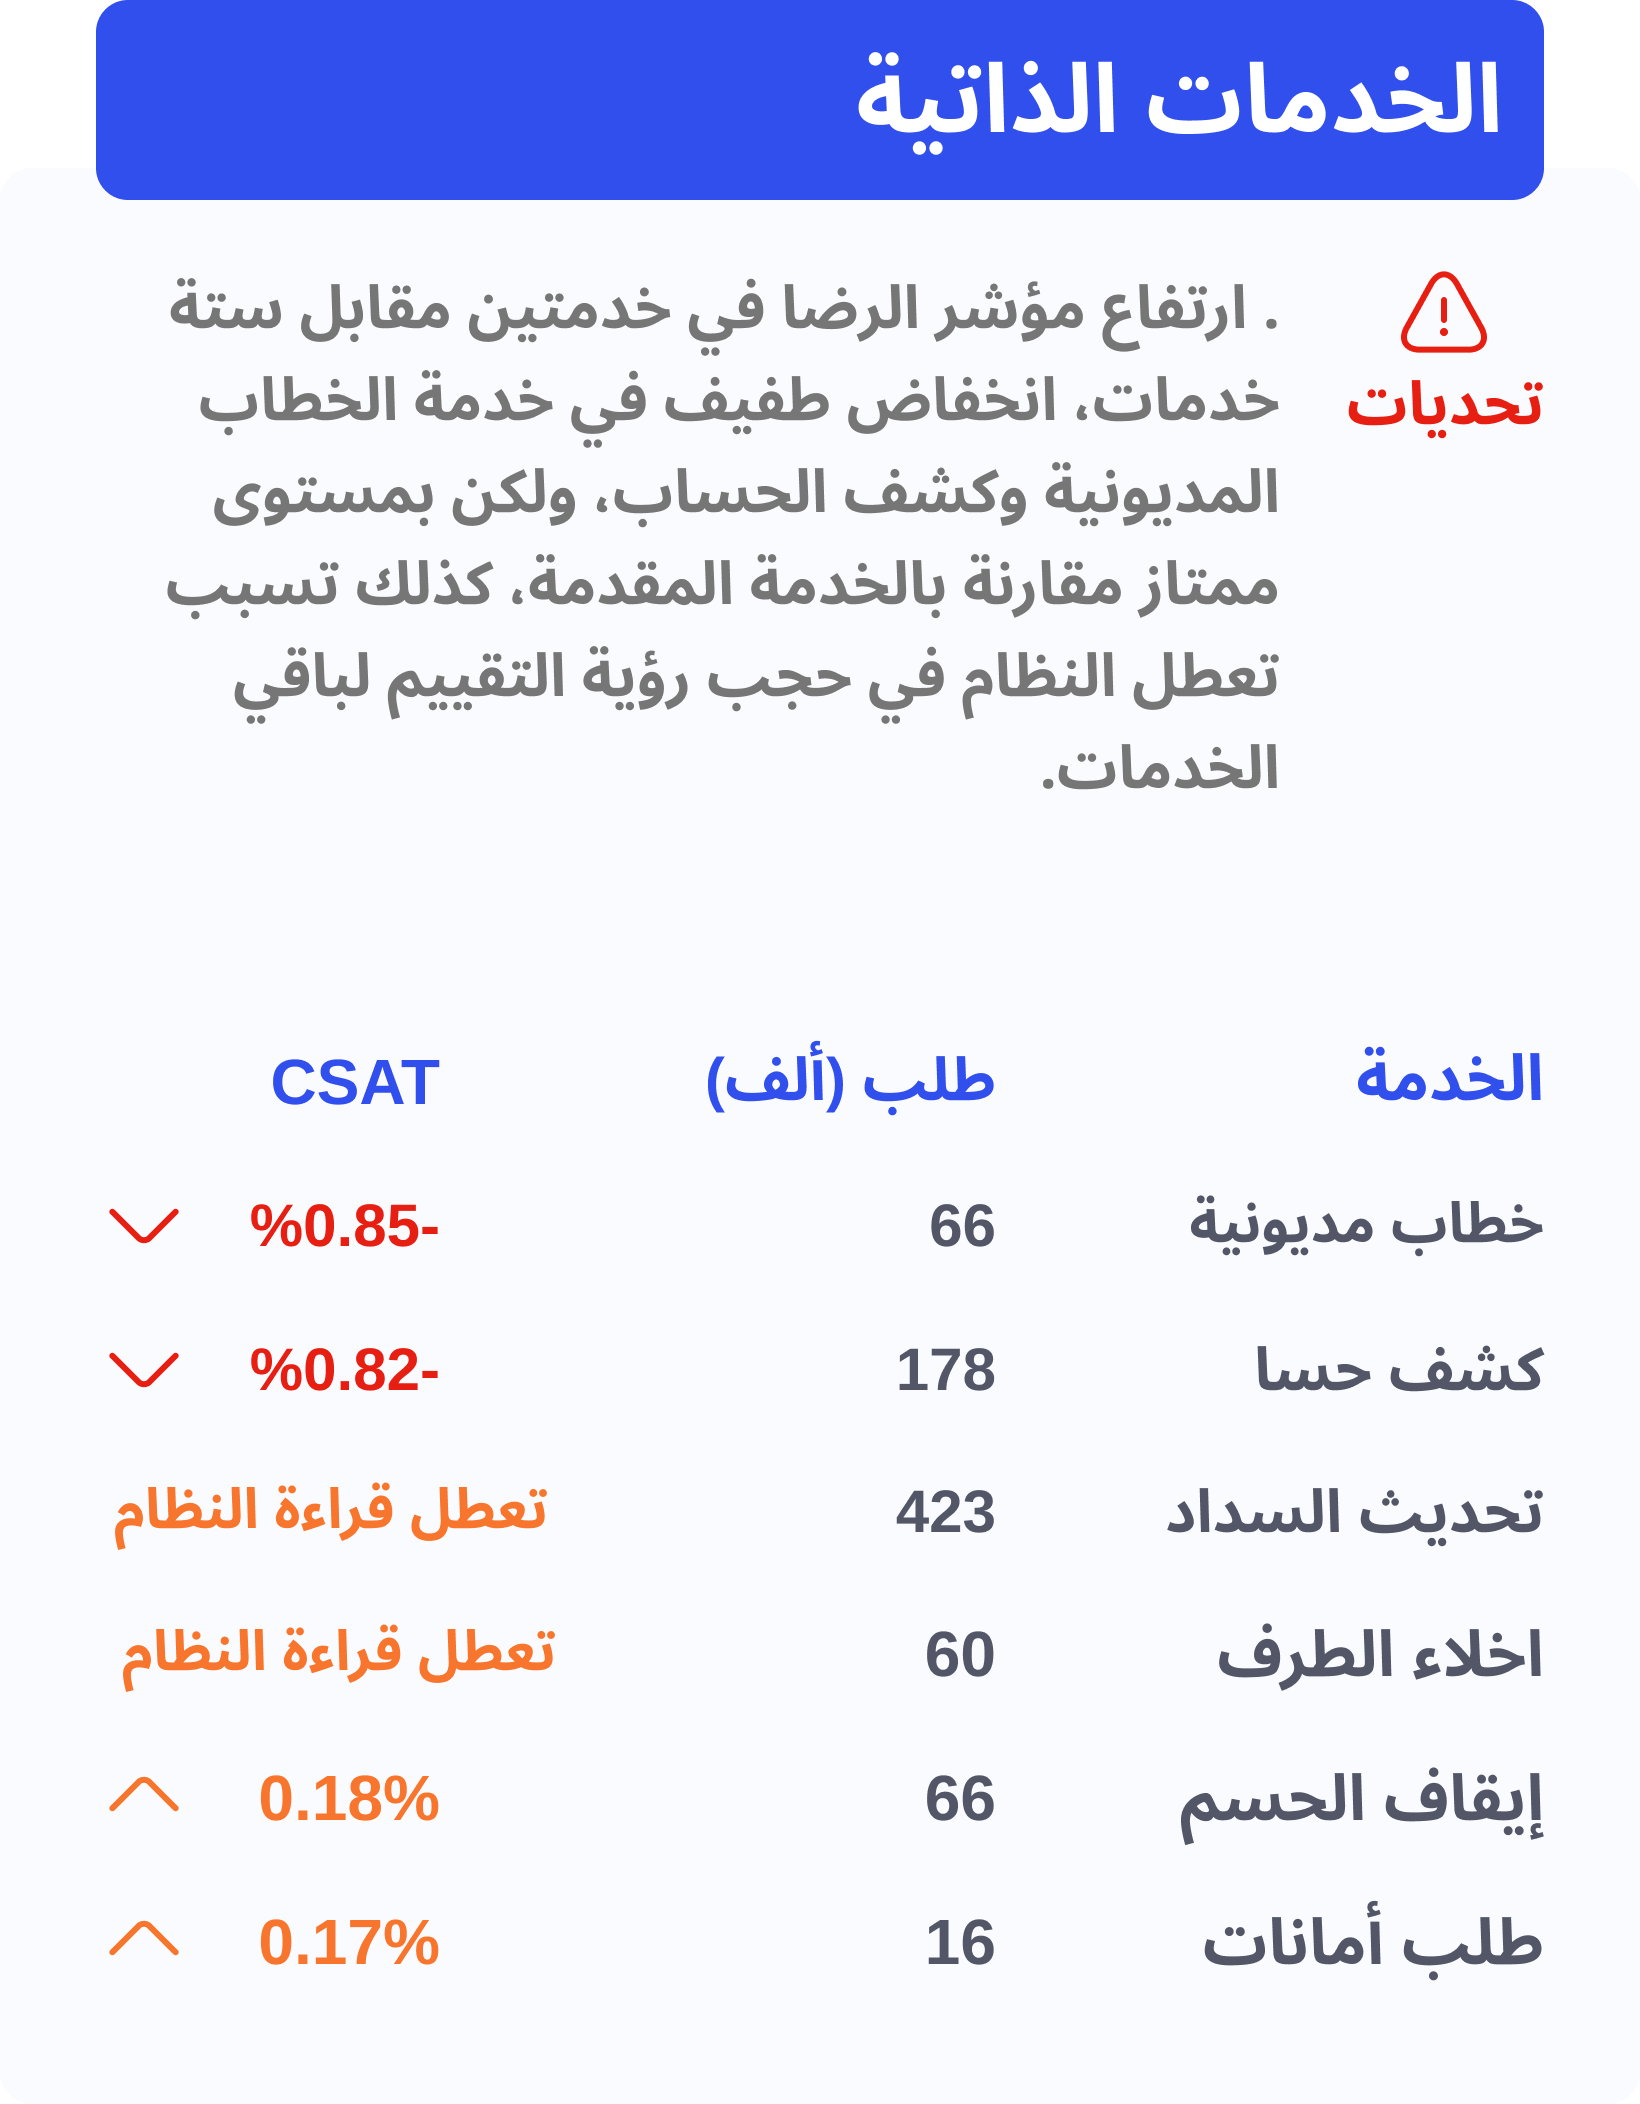 الخدمات الذاتية
. ارتفاع مؤشر الرضا في خدمتين مقابل ستة
خدمات، انخفاض طفيف في خدمة الخطاب
المديونية وكشف الحساب، ولكن بمستوى
ممتاز مقارنة بالخدمة المقدمة، كذلك تسبب
تعطل النظام في حجب رؤية التقييم لباقي
الخدمات.
تحديات
الخدمة طلب (ألف) CSAT
خطاب مديونية 66 %0.85-
كشف حسا 178 %0.82-
تحديث السداد 423 تعطل قراءة النظام
اخلاء الطرف 60 تعطل قراءة النظام
إيقاف الحسم 66 0.18%
طلب أمانات 16 0.17%